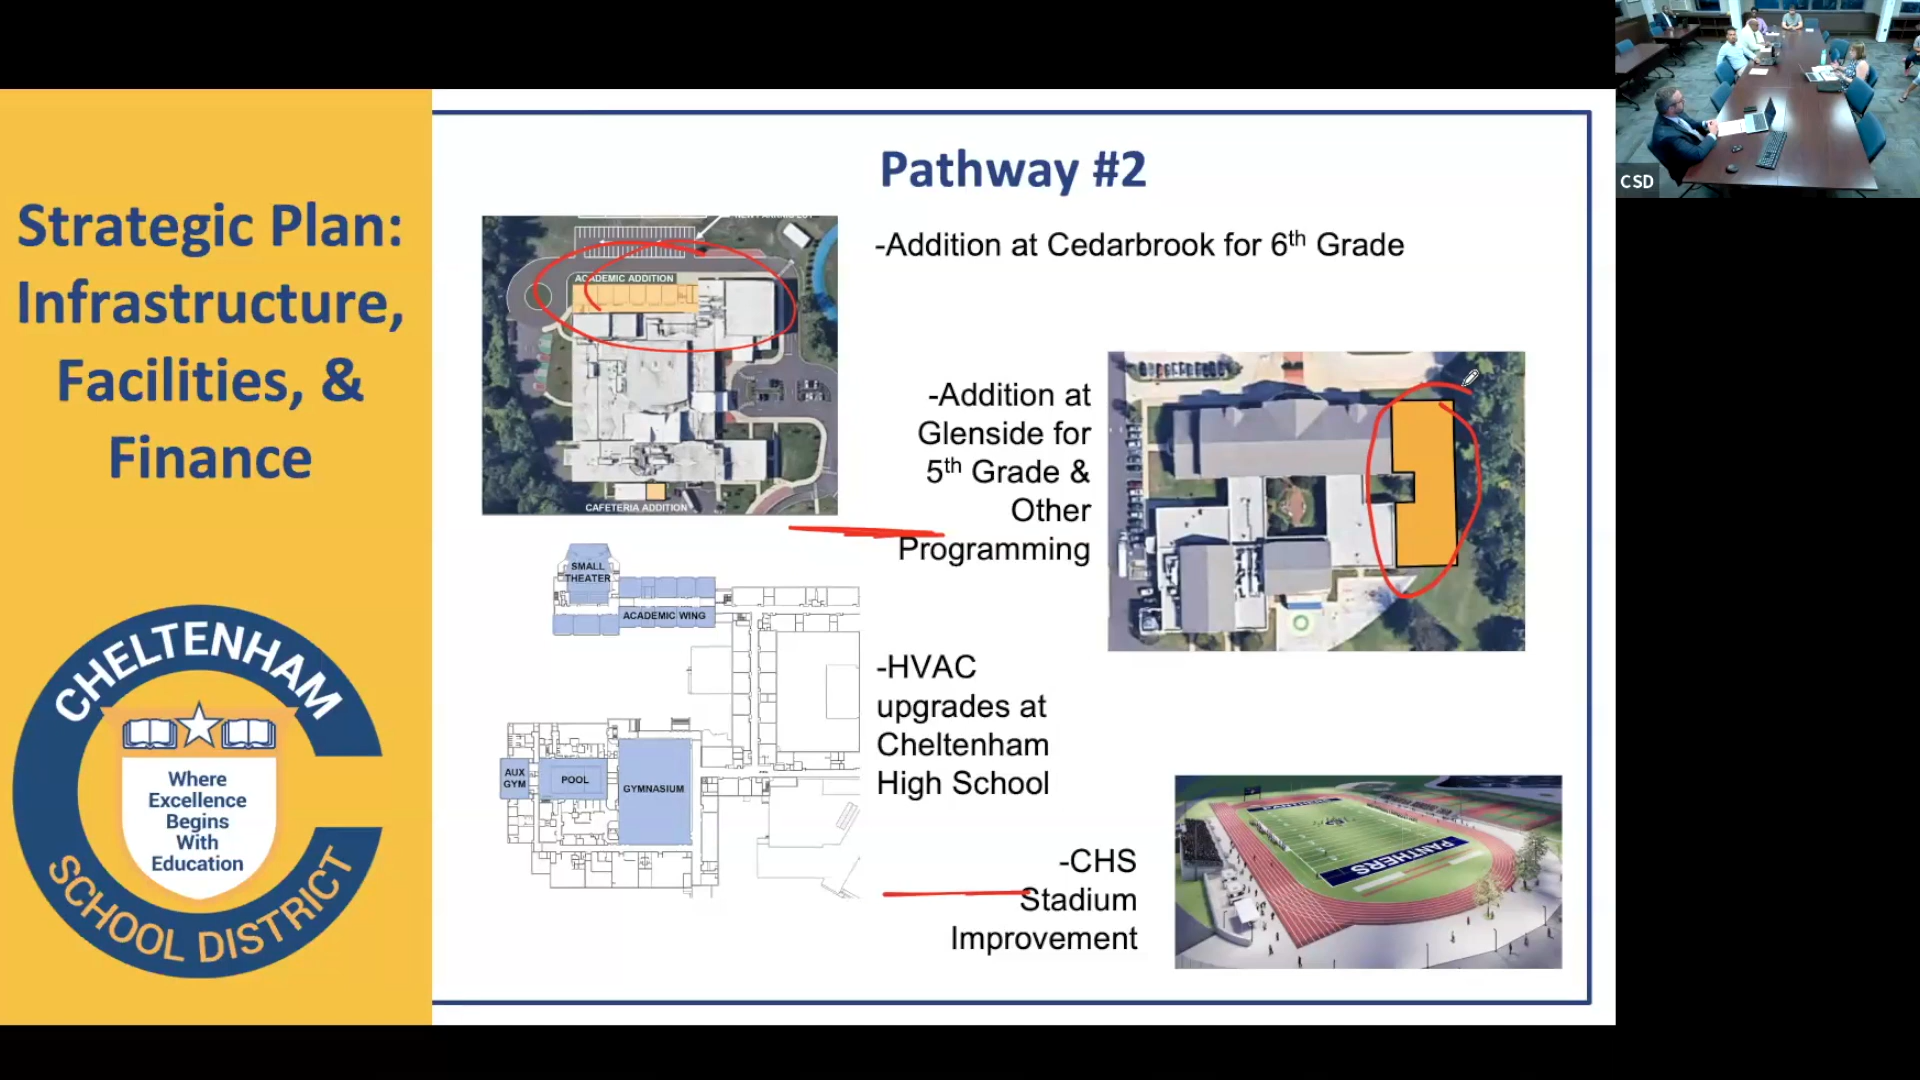 Strategic Plan:
Infrastructure,
Facilities, &
Finance
CHELTENHAM
Where
Excellence
Begins
With
Education
SCHOOL DISTRICT
Pathway #2
-Addition at Cedarbrook for 6th Grade
ACADEMIC ADDITION
CAFETERIA ADDITION
-Addition at
Glenside for
5th Grade &
Other
Programming
SMALL
THEATER
ACADEMIC WING
AUX
GYM
POOL
GYMNASIUM
-HVAC
upgrades at
Cheltenham
High School
-CHS
Stadium
Improvement
PANTHERS
CSD